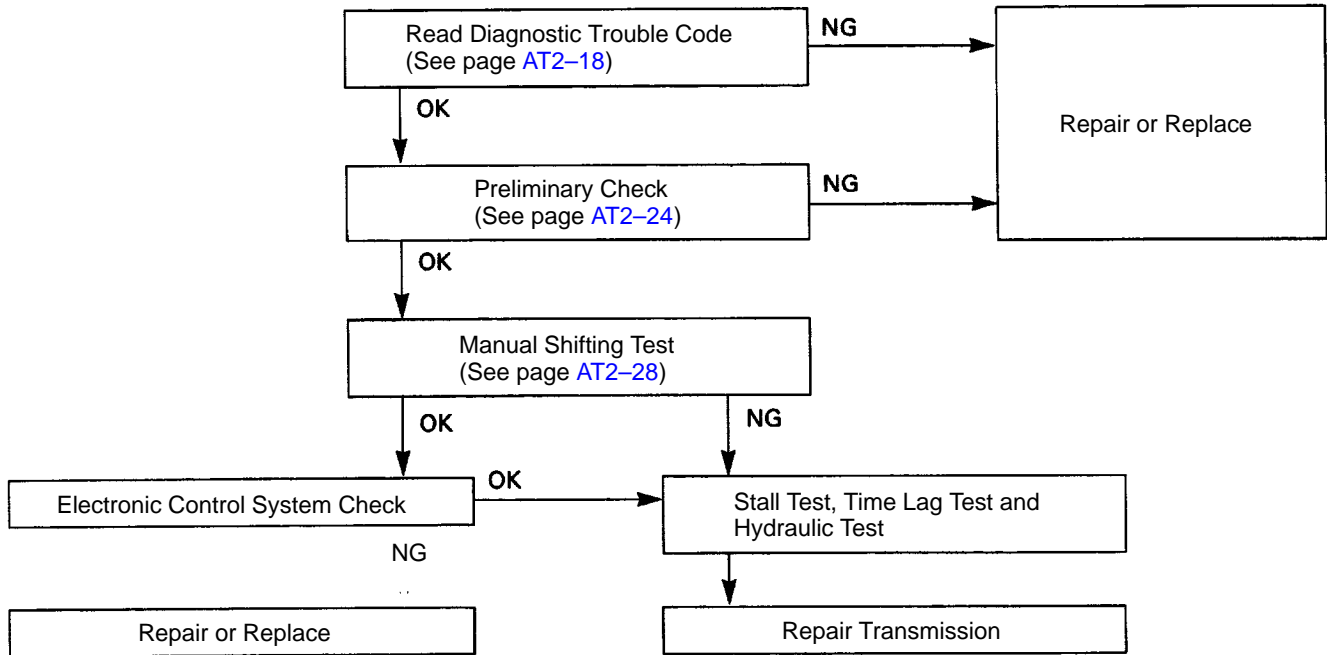 Read Diagnostic Trouble Code
(See page AT2–18)
NG
Repair or Replace
OK
Preliminary Check
(See page AT2–24)
NG
OK
Manual Shifting Test
(See page AT2–28)
OK
NG
Electronic Control System Check
OK
Stall Test, Time Lag Test and
Hydraulic Test
NG
Repair or Replace
Repair Transmission